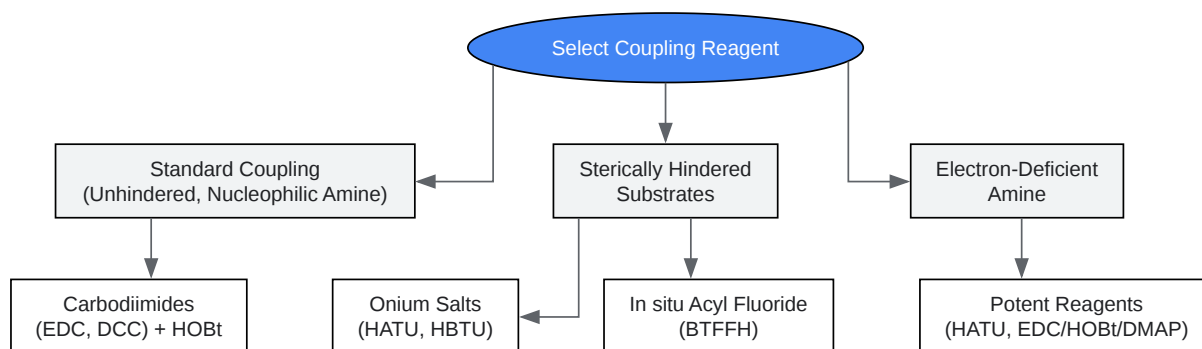 Select Coupling Reagent
Standard Coupling
(Unhindered, Nucleophilic Amine)
Sterically Hindered
Substrates
Electron-Deficient
Amine
Carbodiimides
(EDC, DCC) + HOBt
Onium Salts
(HATU, HBTU)
In situ Acyl Fluoride
(BTFFH)
Potent Reagents
(HATU, EDC/HOBt/DMAP)